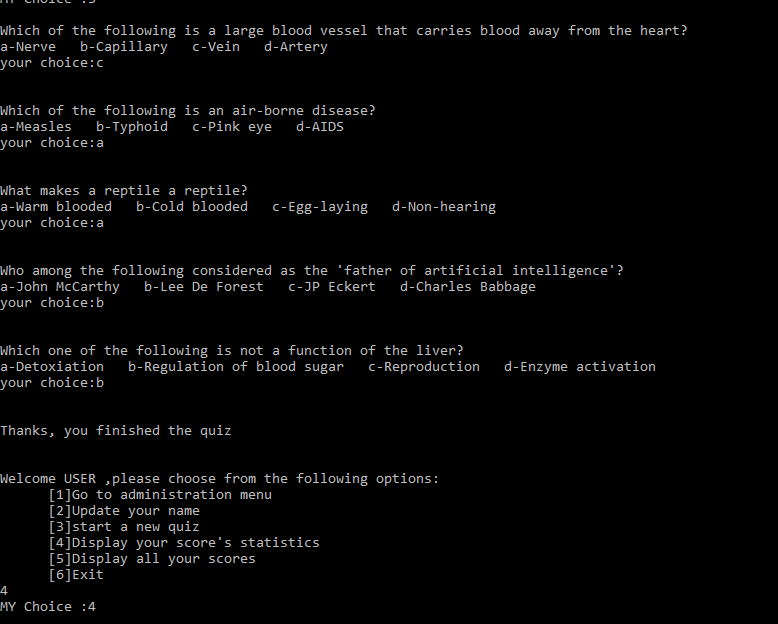 MY Choice :3
Which of the following is a large blood vessel that carries blood away from the heart?
a-Nerve   b-Capillary   c-Vein   d-Artery
your choice:c
Which of the following is an air-borne disease?
a-Measles   b-Typhoid   c-Pink eye   d-AIDS
your choice:a
What makes a reptile a reptile?
a-Warm blooded   b-Cold blooded   c-Egg-laying   d-Non-hearing
your choice:a
Who among the following considered as the 'father of artificial intelligence'?
a-John McCarthy   b-Lee De Forest   c-JP Eckert   d-Charles Babbage
your choice:b
Which one of the following is not a function of the liver?
a-Detoxiation   b-Regulation of blood sugar   c-Reproduction   d-Enzyme activation
your choice:b
Thanks, you finished the quiz
Welcome USER ,please choose from the following options:
[1]Go to administration menu
[2]Update your name
[3]start a new quiz
[4]Display your score's statistics
[5]Display all your scores
[6]Exit
4
MY Choice :4